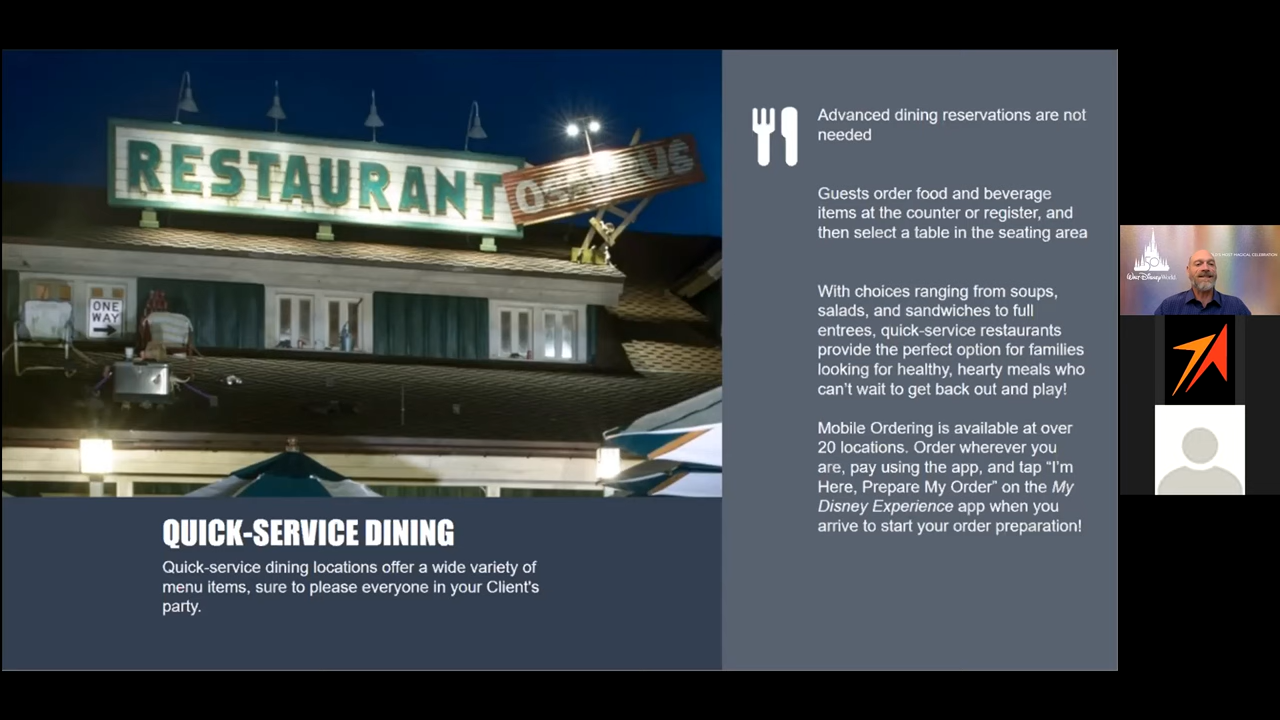 RESTAURANT
ONE
WAY
QUICK-SERVICE DINING
Quick-service dining locations offer a wide variety of
menu items, sure to please everyone in your Client's
party.
Advanced dining reservations are not
needed
Guests order food and beverage
items at the counter or register, and
then select a table in the seating area
With choices ranging from soups,
salads, and sandwiches to full
entrees, quick-service restaurants
provide the perfect option for families
looking for healthy, hearty meals who
can’t wait to get back out and play!
Mobile Ordering is available at over
20 locations. Order wherever you
are, pay using the app, and tap “I’m
Here, Prepare My Order” on the My
Disney Experience app when you
arrive to start your order preparation!
50
Walt Disney World
MAGICAL CELEBRATION